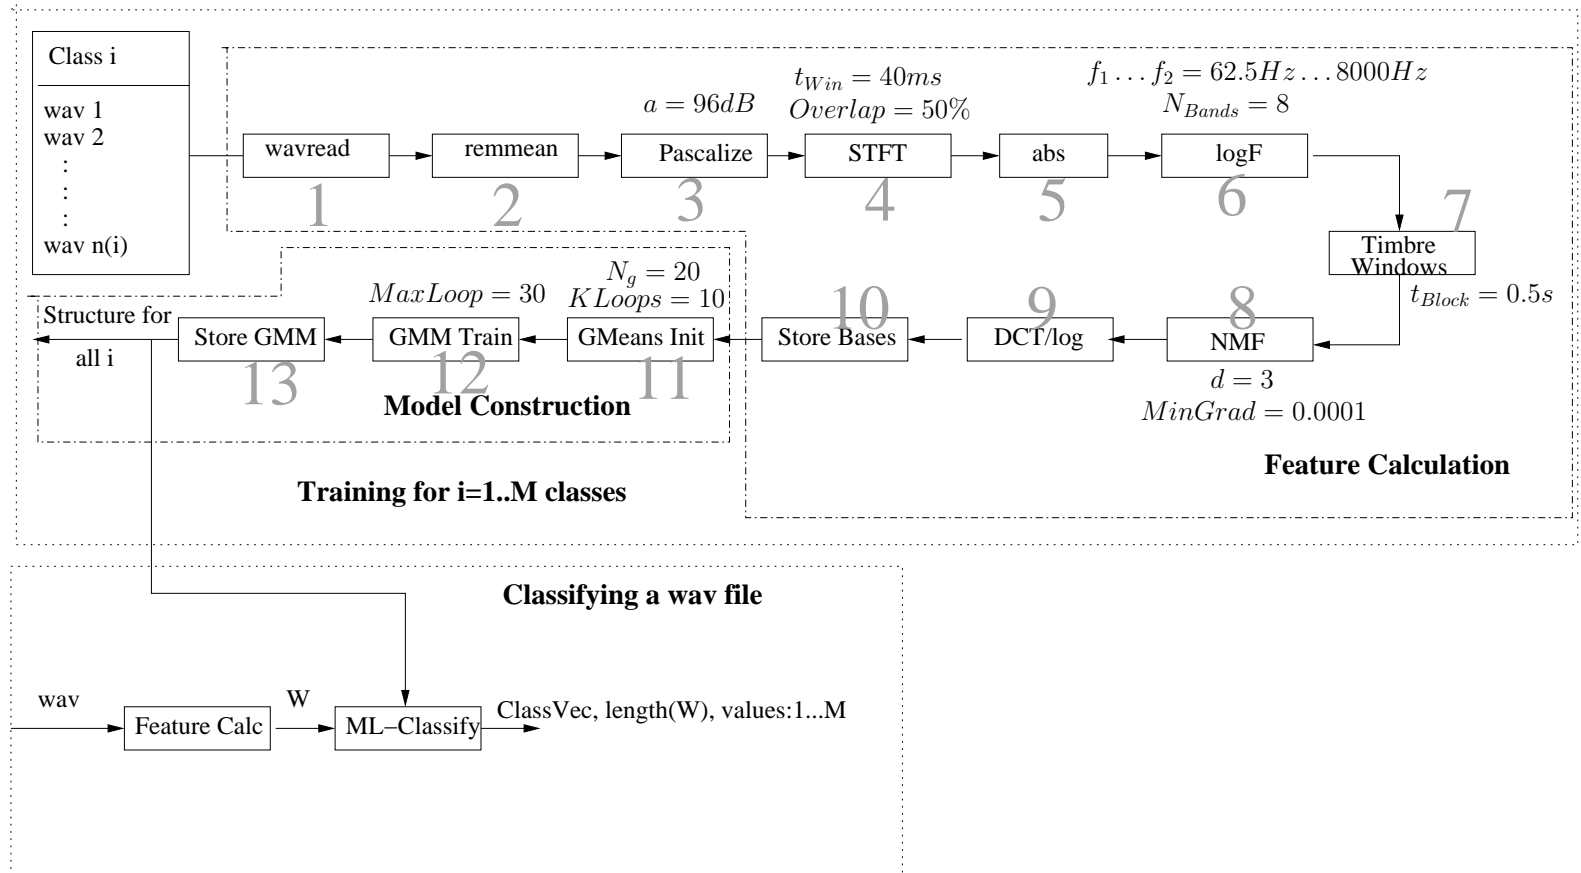 Class i
wav 1
wav 2
:
:
:
wav n(i)
wavread
1
remmean
2
a = 96dB
Pascalize
3
t_Win = 40ms
Overlap = 50%
STFT
4
abs
5
f_1 … f_2 = 62.5Hz … 8000Hz
N_Bands = 8
logF
6
7
Timbre
Windows
t_Block = 0.5s
8
NMF
d = 3
MinGrad = 0.0001
9
DCT/log
10
Store Bases
N_g = 20
KLoops = 10
GMeans Init
11
MaxLoop = 30
GMM Train
12
Store GMM
13
Structure for
all i
Model Construction
Feature Calculation
Training for i=1..M classes
Classifying a wav file
wav
Feature Calc
W
ML−Classify
ClassVec, length(W), values:1...M